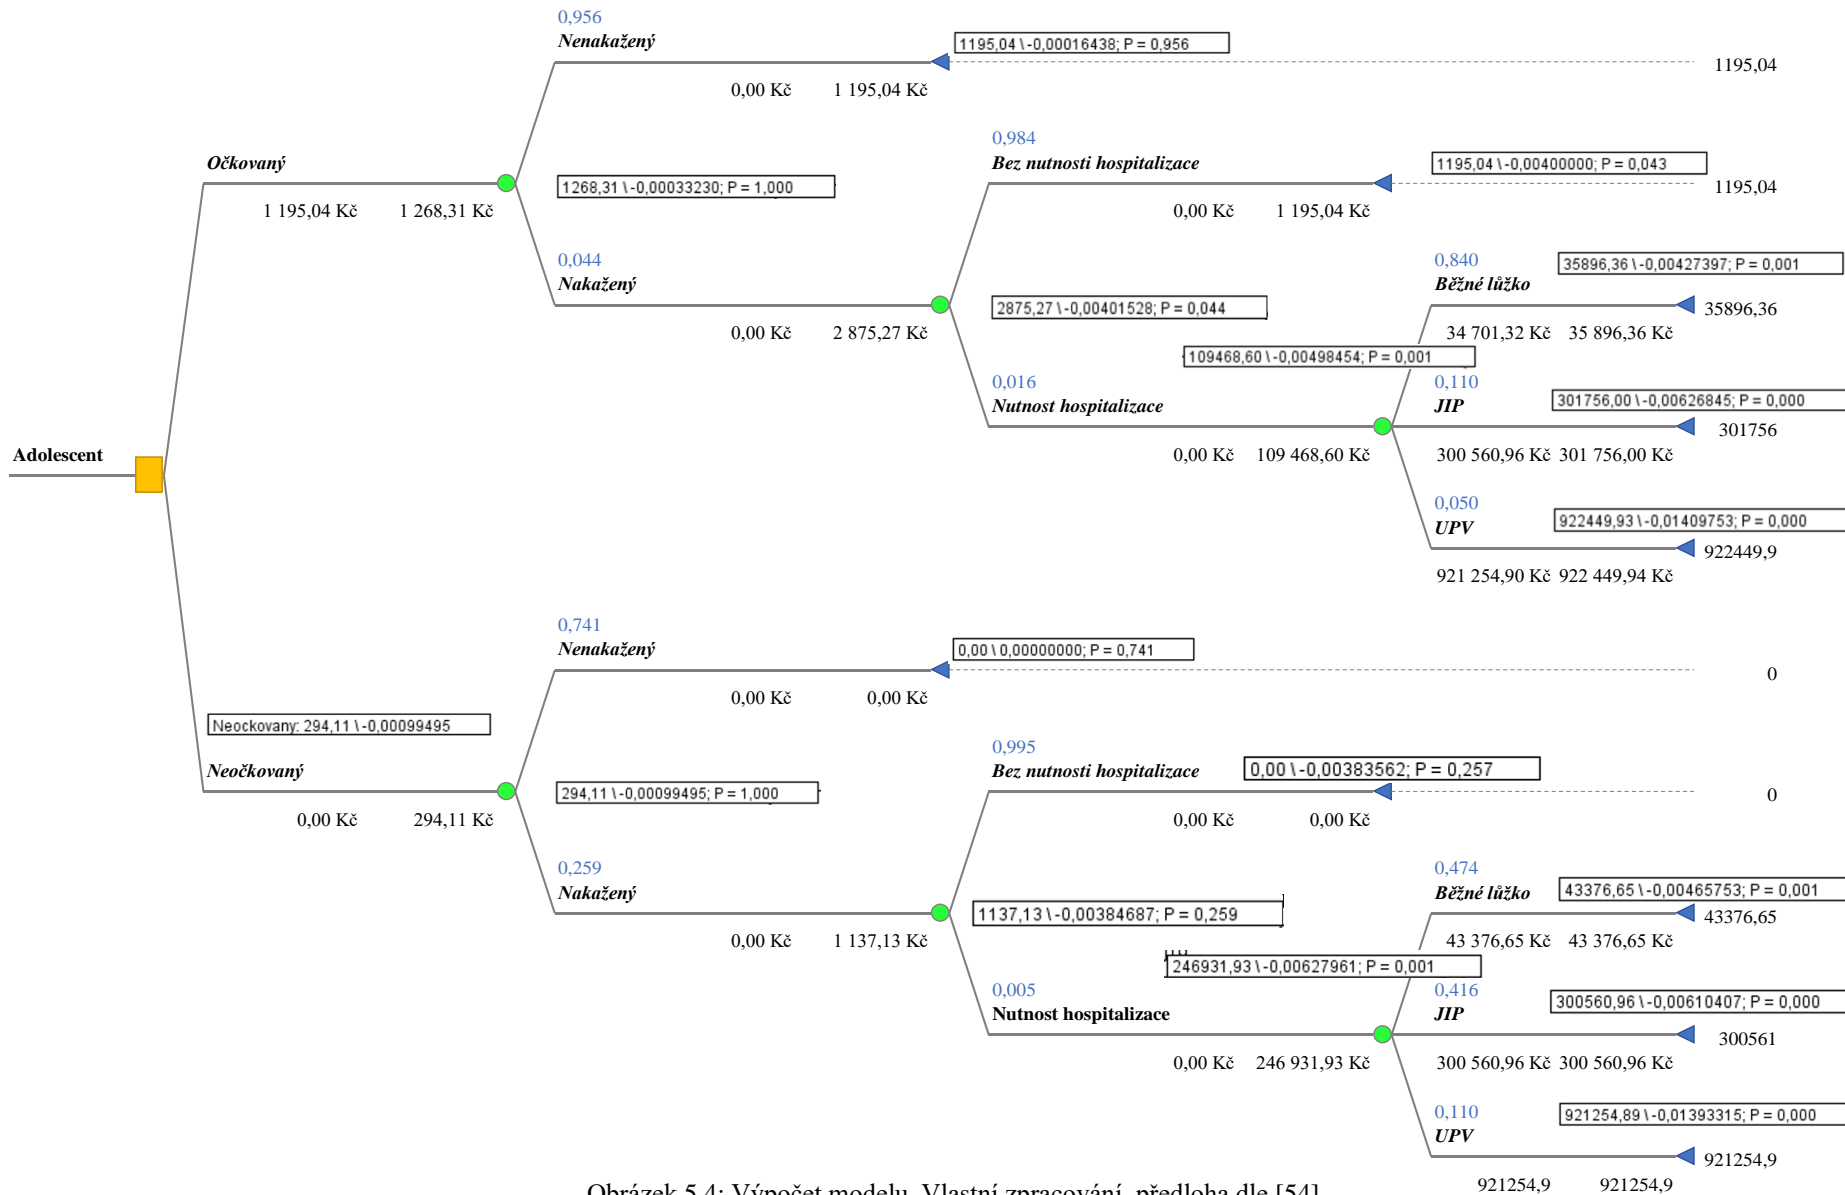 0,956
Nenakažený
1195,04 \ -0,00016438; P = 0,956
1195,04
0,00 Kč 1 195,04 Kč
0,984
Očkovaný
Bez nutnosti hospitalizace
1195,04 \ -0,00400000; P = 0,043
1268,31 \ -0,00033230; P = 1,000
1195,04
1 195,04 Kč 1 268,31 Kč
0,00 Kč 1 195,04 Kč
0,044
Nakažený
0,840
Běžné lůžko
35896,36 \ -0,00427397; P = 0,001
2875,27 \ -0,00401528; P = 0,044
35896,36
0,00 Kč 2 875,27 Kč
34 701,32 Kč 35 896,36 Kč
109468,60 \ -0,00498454; P = 0,001
0,016
Nutnost hospitalizace
0,110
JIP
301756,00 \ -0,00626845; P = 0,000
301756
Adolescent
0,00 Kč 109 468,60 Kč
300 560,96 Kč 301 756,00 Kč
0,050
UPV
922449,93 \ -0,01409753; P = 0,000
922449,9
921 254,90 Kč 922 449,94 Kč
0,741
Nenakažený
0,00 \ 0,00000000; P = 0,741
0
0,00 Kč 0,00 Kč
Neockovany: 294,11 \ -0,00099495
0,995
Neočkovaný
Bez nutnosti hospitalizace
0,00 \ -0,00383562; P = 0,257
294,11 \ -0,00099495; P = 1,000
0
0,00 Kč 294,11 Kč
0,00 Kč 0,00 Kč
0,259
Nakažený
0,474
Běžné lůžko
43376,65 \ -0,00465753; P = 0,001
1137,13 \ -0,00384687; P = 0,259
43376,65
0,00 Kč 1 137,13 Kč
43 376,65 Kč 43 376,65 Kč
246931,93 \ -0,00627961; P = 0,001
0,005
Nutnost hospitalizace
0,416
JIP
300560,96 \ -0,00610407; P = 0,000
300561
0,00 Kč 246 931,93 Kč
300 560,96 Kč 300 560,96 Kč
0,110
UPV
921254,89 \ -0,01393315; P = 0,000
921254,9
921254,9 921254,9
Obrázek 5.4: Výpočet modelu. Vlastní zpracování, předloha dle [54]